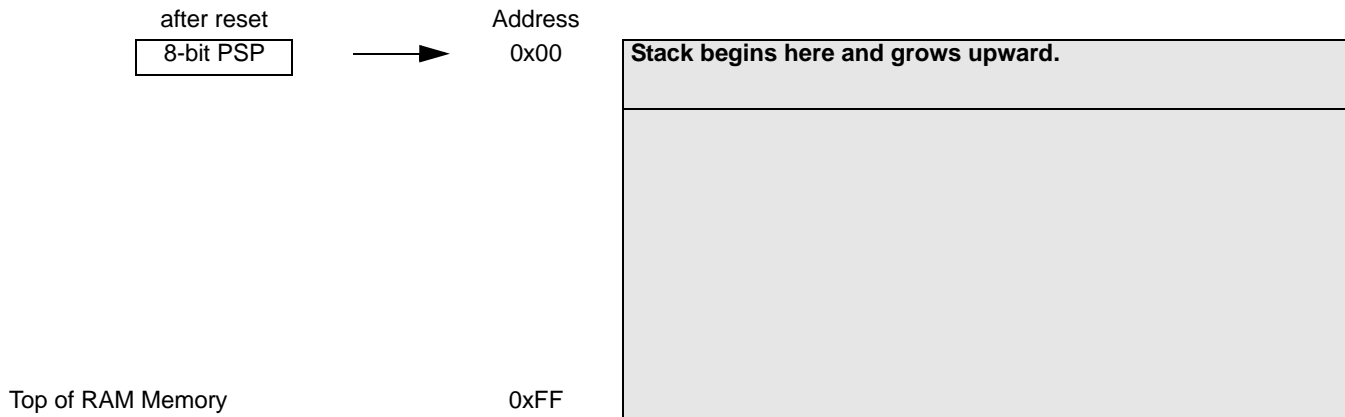 after reset Address
8-bit PSP 0x00 Stack begins here and grows upward.
Top of RAM Memory 0xFF